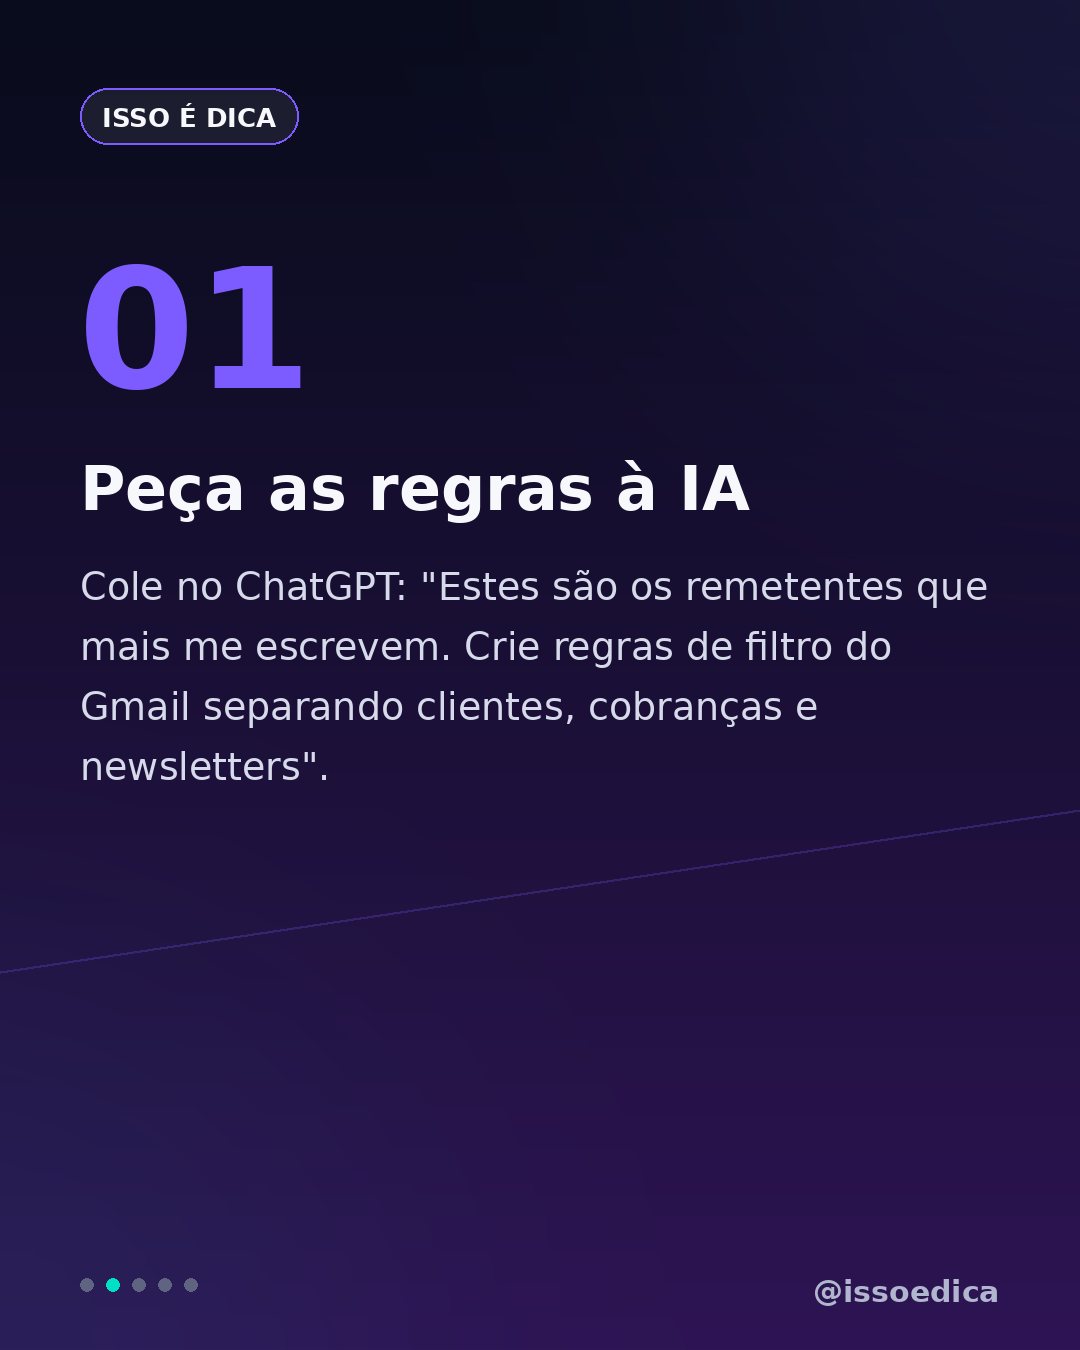 ISSO É DICA
01
Peça as regras à IA
Cole no ChatGPT: "Estes são os remetentes que
mais me escrevem. Crie regras de filtro do
Gmail separando clientes, cobranças e
newsletters".
@issoedica